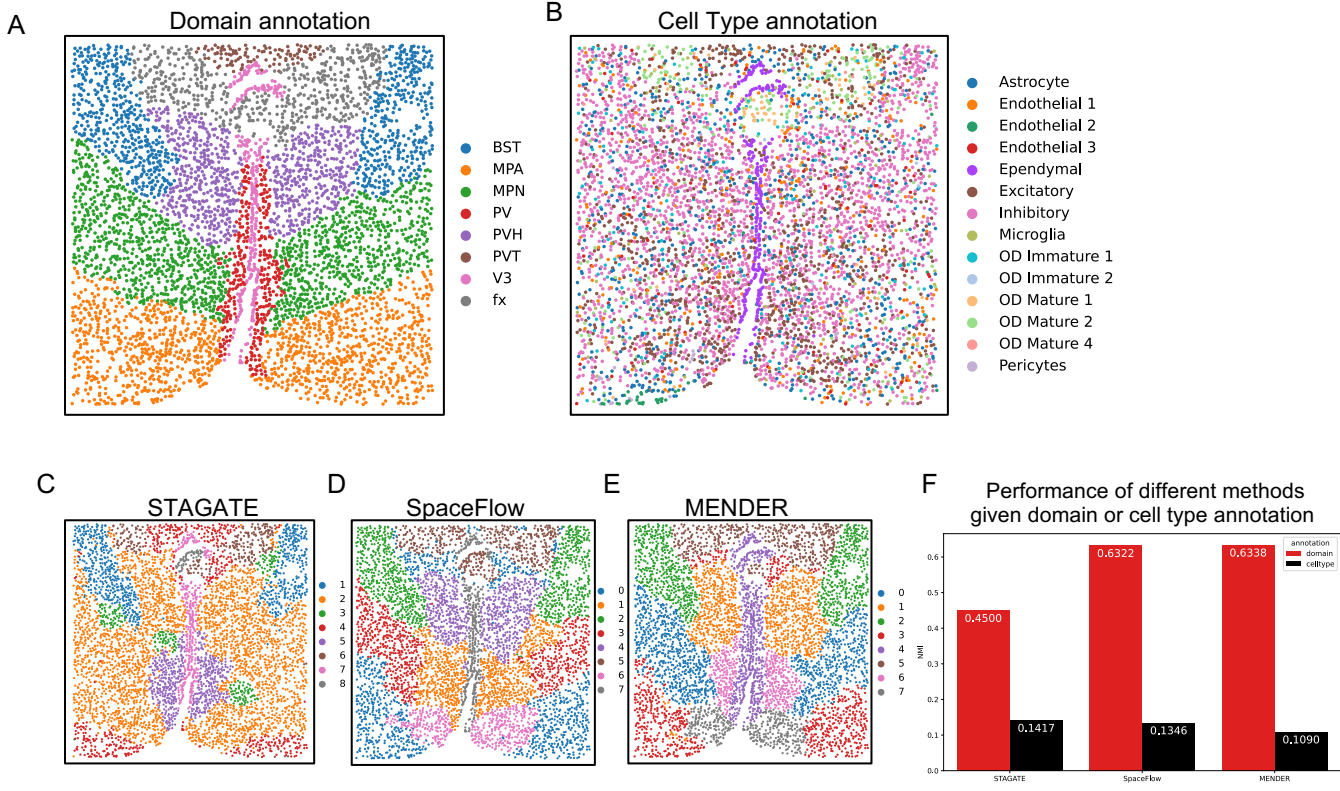 A
Domain annotation
BST
MPA
MPN
PV
PVH
PVT
V3
fx
B
Cell Type annotation
Astrocyte
Endothelial 1
Endothelial 2
Endothelial 3
Ependymal
Excitatory
Inhibitory
Microglia
OD Immature 1
OD Immature 2
OD Mature 1
OD Mature 2
OD Mature 4
Pericytes
C
STAGATE
1
2
3
4
5
6
7
8
D
SpaceFlow
0
1
2
3
4
5
6
7
E
MENDER
0
1
2
3
4
5
6
7
F
Performance of different methods
given domain or cell type annotation
annotation
domain
celltype
NMI
0.6
0.5
0.4
0.3
0.2
0.1
0.0
0.4500
0.1417
0.6322
0.1346
0.6338
0.1090
STAGATE
SpaceFlow
MENDER